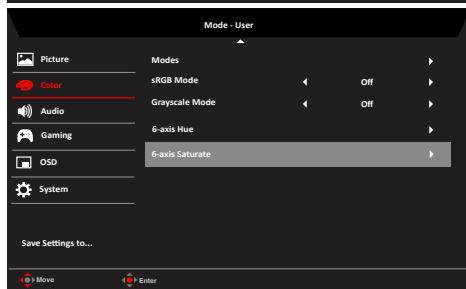 Mode - User
Picture
Color
Audio
Gaming
OSD
System
Save Settings to...
Modes
sRGB Mode Off
Grayscale Mode Off
6-axis Hue
6-axis Saturate
Move Enter